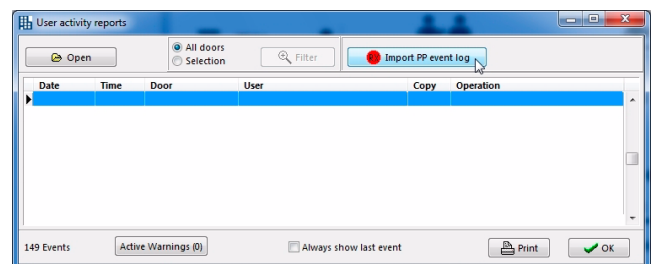 User activity reports
Open
All doors
Selection
Filter
Import PP event log
Date Time Door User Copy Operation
149 Events Active Warnings (0) Always show last event Print OK